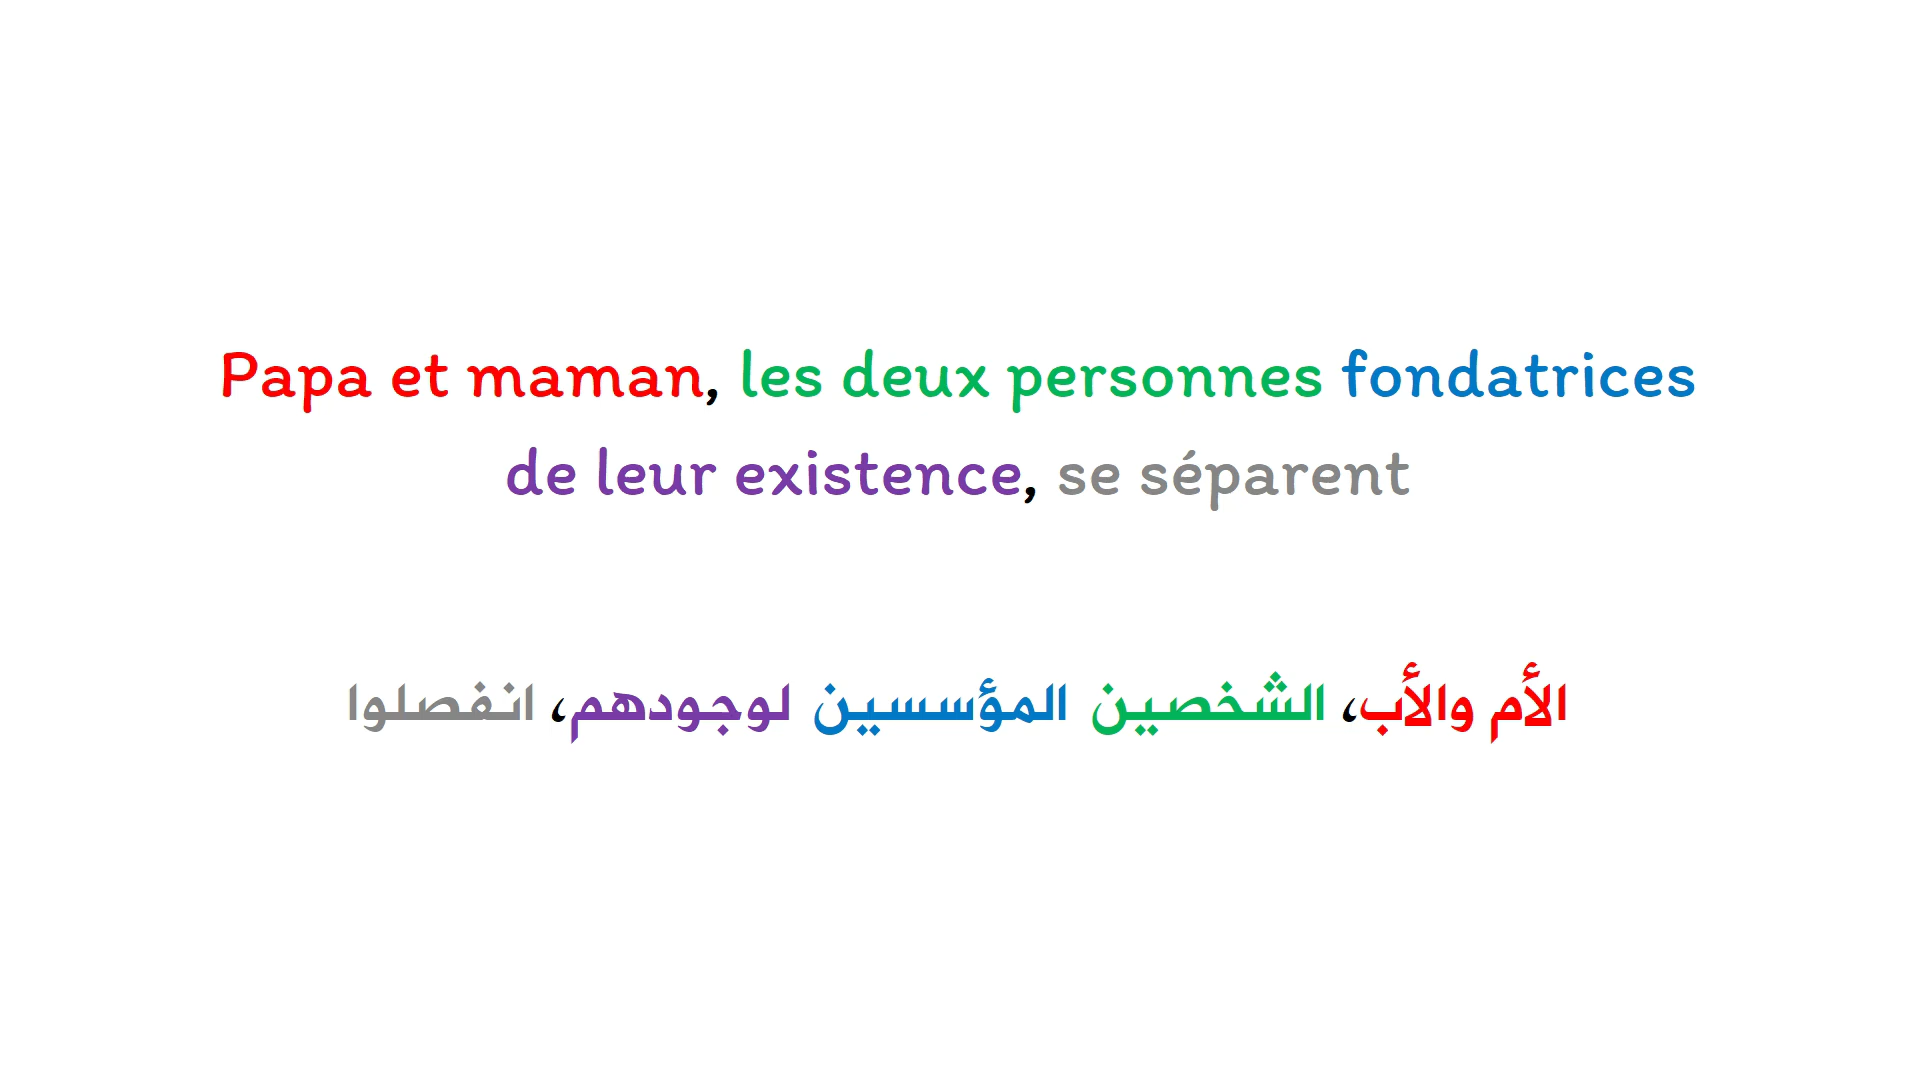 Papa et maman, les deux personnes fondatrices
de leur existence, se séparent
الأم والأب، الشخصين المؤسسين لوجودهم، انفصلوا